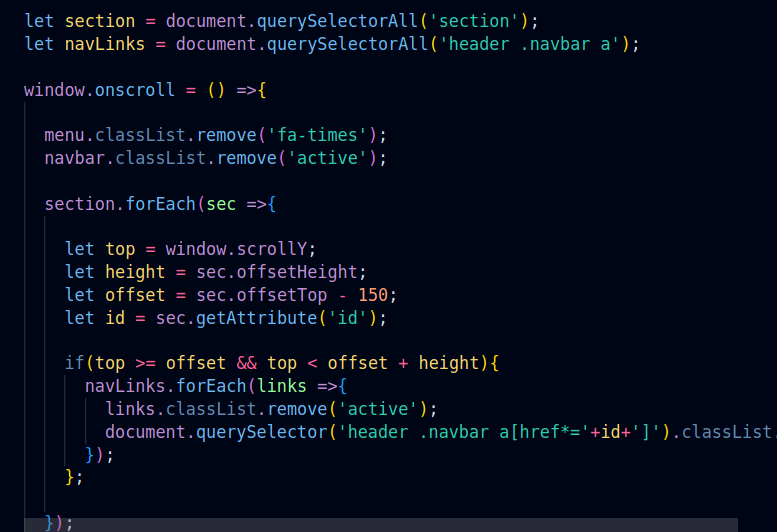 let section = document.querySelectorAll('section');
let navLinks = document.querySelectorAll('header .navbar a');
window.onscroll = () =>{
menu.classList.remove('fa-times');
navbar.classList.remove('active');
section.forEach(sec =>{
let top = window.scrollY;
let height = sec.offsetHeight;
let offset = sec.offsetTop - 150;
let id = sec.getAttribute('id');
if(top >= offset && top < offset + height){
navLinks.forEach(links =>{
links.classList.remove('active');
document.querySelector('header .navbar a[href*='+id+']').classList.
});
};
});